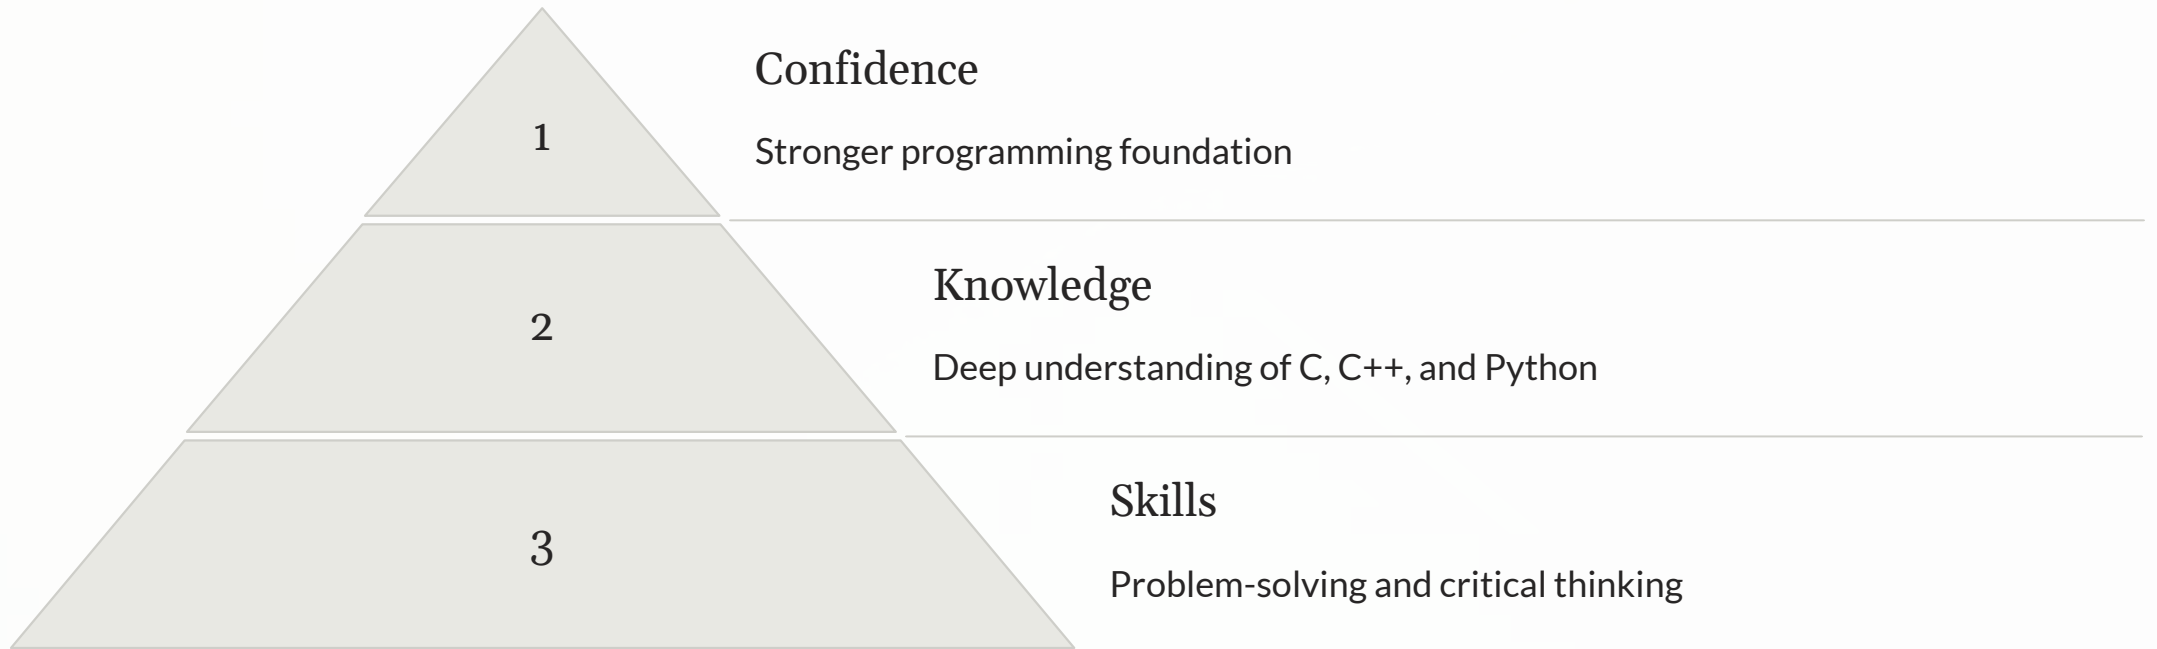 1
Confidence
Stronger programming foundation
2
Knowledge
Deep understanding of C, C++, and Python
3
Skills
Problem-solving and critical thinking